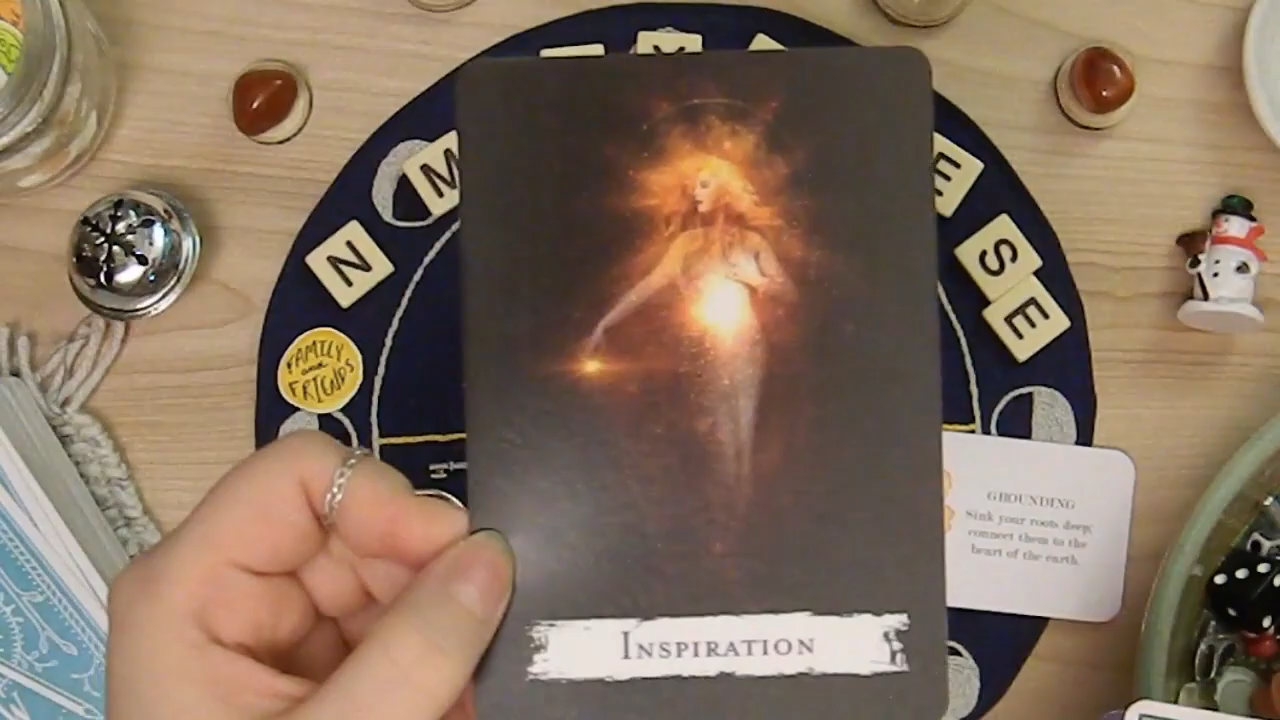 N
M
Y
E
S
E
FAMILY
and
FRIENDS
GROUNDING
Sink your roots deep,
connect them to the
heart of the earth.
INSPIRATION